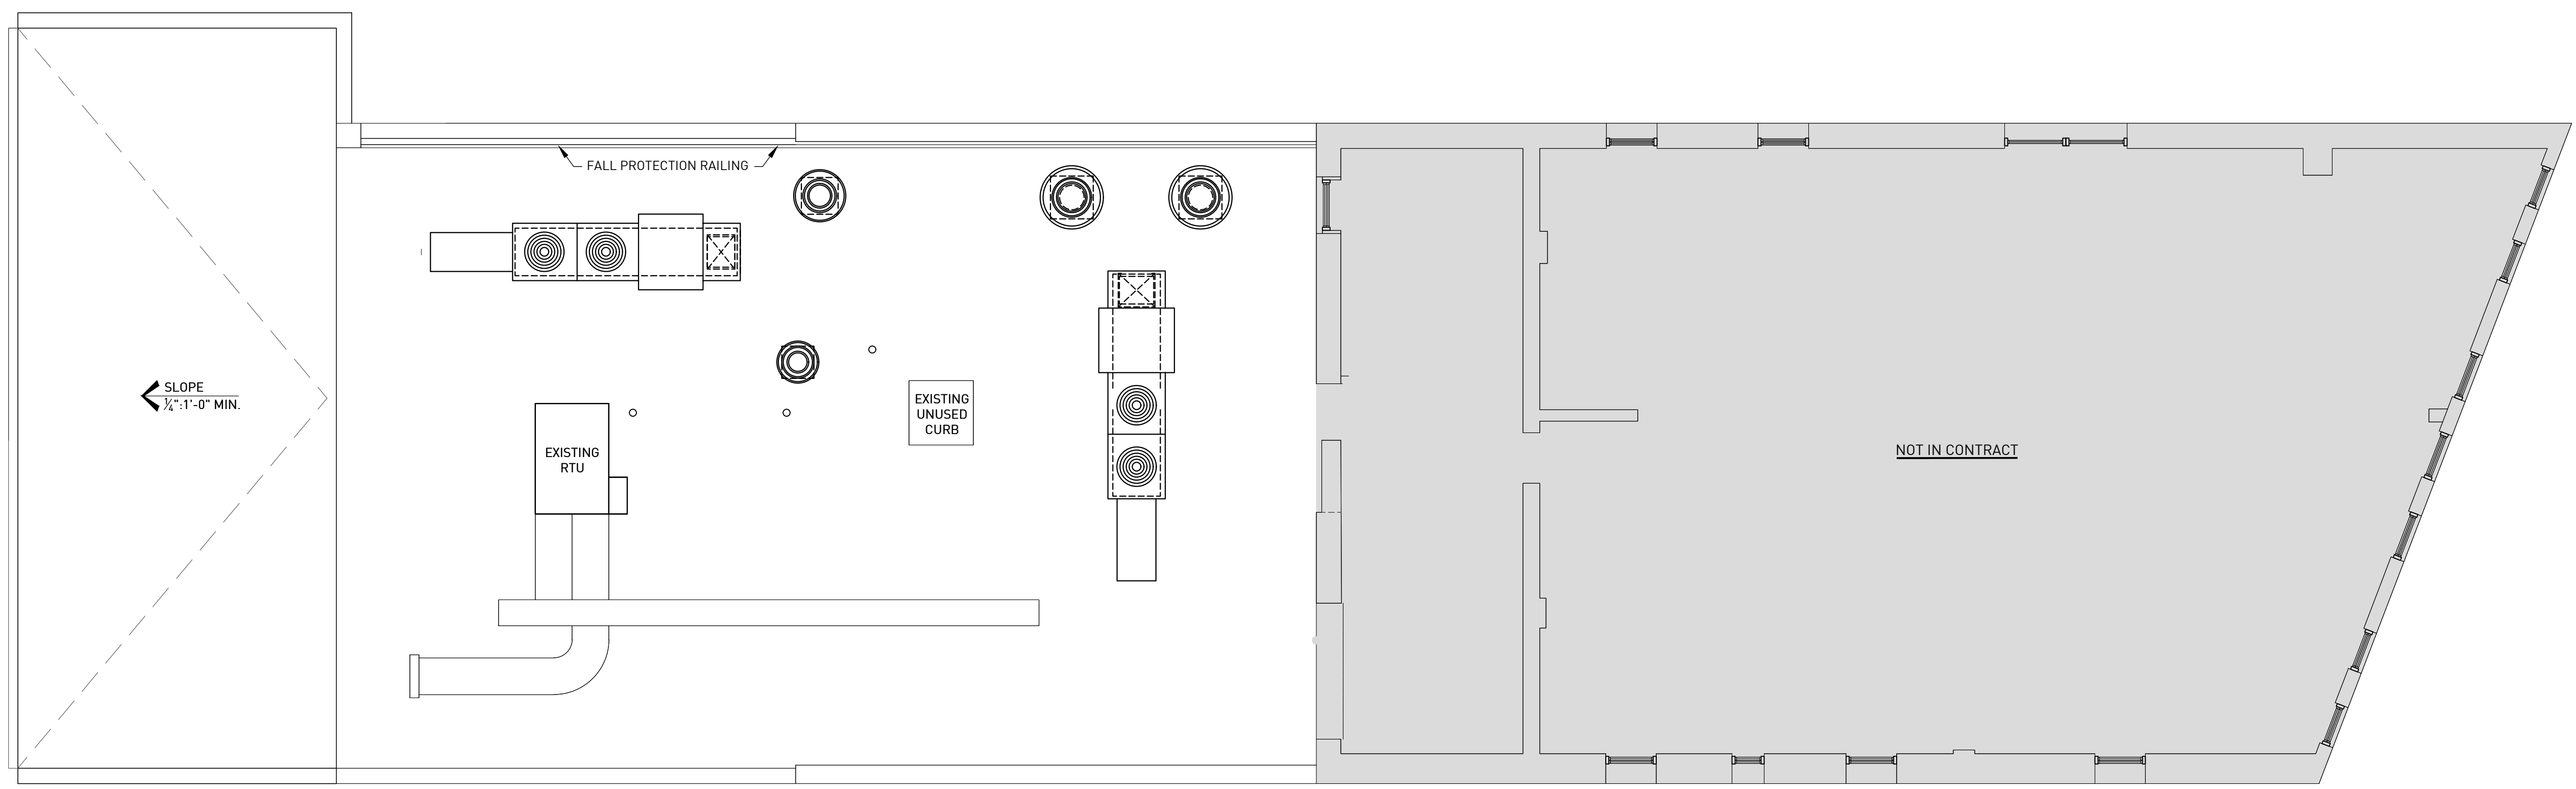 FALL PROTECTION RAILING
SLOPE
¼":1'-0" MIN.
EXISTING
UNUSED
CURB
EXISTING
RTU
NOT IN CONTRACT